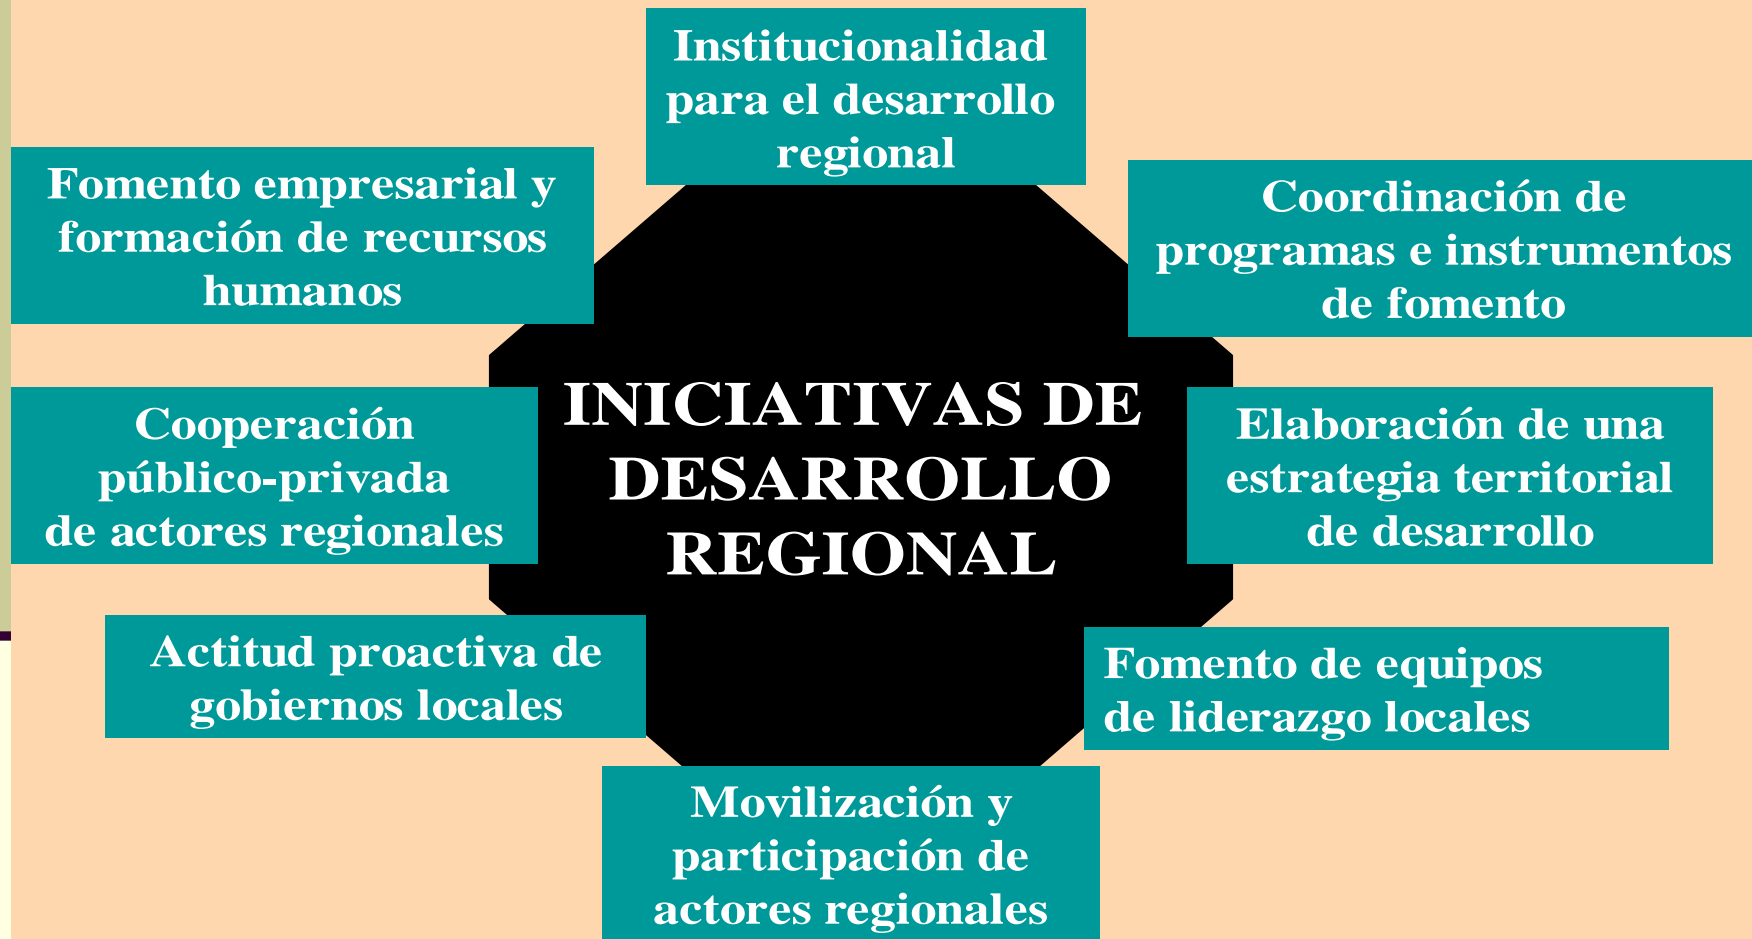 Institucionalidad
para el desarrollo
regional
Fomento empresarial y
formación de recursos
humanos
Coordinación de
programas e instrumentos
de fomento
INICIATIVAS DE
DESARROLLO
REGIONAL
Cooperación
público-privada
de actores regionales
Elaboración de una
estrategia territorial
de desarrollo
Actitud proactiva de
gobiernos locales
Fomento de equipos
de liderazgo locales
Movilización y
participación de
actores regionales